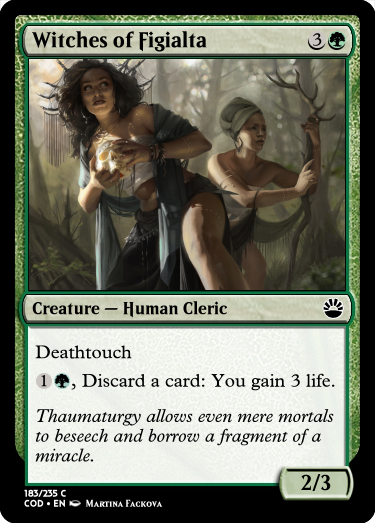 Witches of Figialta 3
Creature — Human Cleric
Deathtouch
1, Discard a card: You gain 3 life.
Thaumaturgy allows even mere mortals
to beseech and borrow a fragment of a
miracle.
2/3
183/235 C
COD • EN Martina Fackova